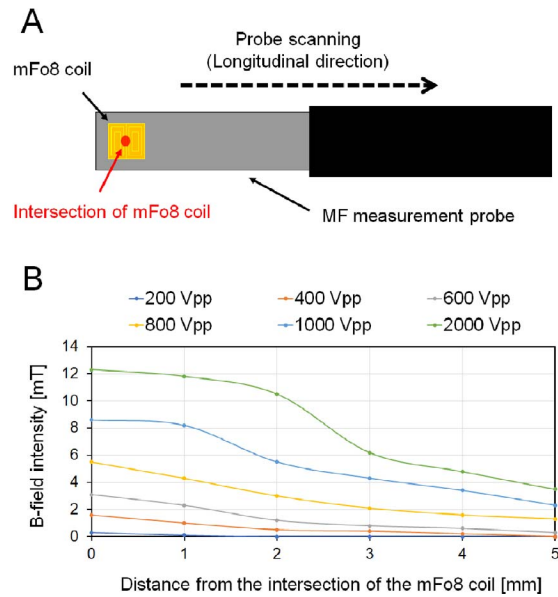 A
Probe scanning
(Longitudinal direction)
mFo8 coil
Intersection of mFo8 coil
MF measurement probe
B
200 Vpp 400 Vpp 600 Vpp
800 Vpp 1000 Vpp 2000 Vpp
B-field intensity [mT]
14
12
10
8
6
4
2
0
0 1 2 3 4 5
Distance from the intersection of the mFo8 coil [mm]